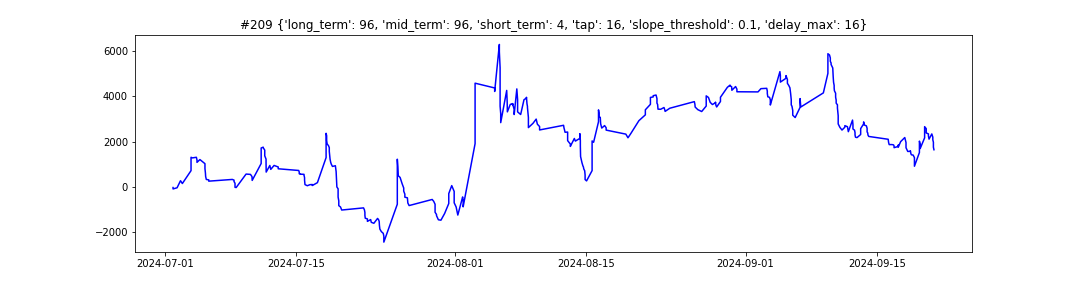 #209 {'long_term': 96, 'mid_term': 96, 'short_term': 4, 'tap': 16, 'slope_threshold': 0.1, 'delay_max': 16}
6000
4000
2000
0
−2000
2024-07-01 2024-07-15 2024-08-01 2024-08-15 2024-09-01 2024-09-15